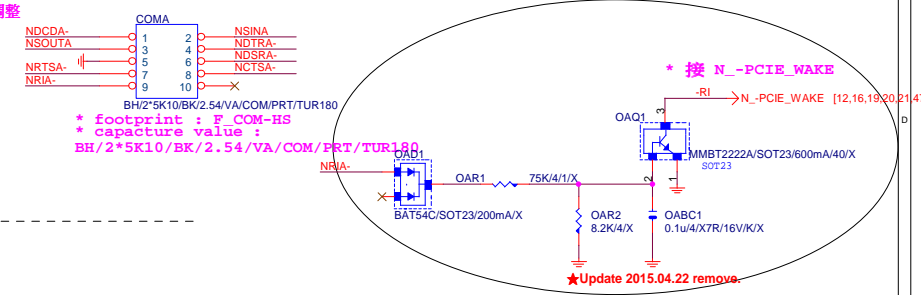 調整
COMA
NDCDA-
NSOUTA
NRTSA-
NRIA-
1 2
3 4
5 6
7 8
9 10
NSINA
NDTRA-
NDSRA-
NCTSA-
BH/2*5K10/BK/2.54/VA/COM/PRT/TUR180
* footprint : F_COM-HS
* capacture value :
BH/2*5K10/BK/2.54/VA/COM/PRT/TUR180
* 接 N_-PCIE_WAKE
-RI
N_-PCIE_WAKE [12,16,19,20,21,4
D
3
OAQ1
MMBT2222A/SOT23/600mA/40/X
SOT23
2
1
OAD1
NRIA-
OAR1
75K/4/1/X
BAT54C/SOT23/200mA/X
OAR2
8.2K/4/X
OABC1
0.1u/4/X7R/16V/K/X
★Update 2015.04.22 remove.